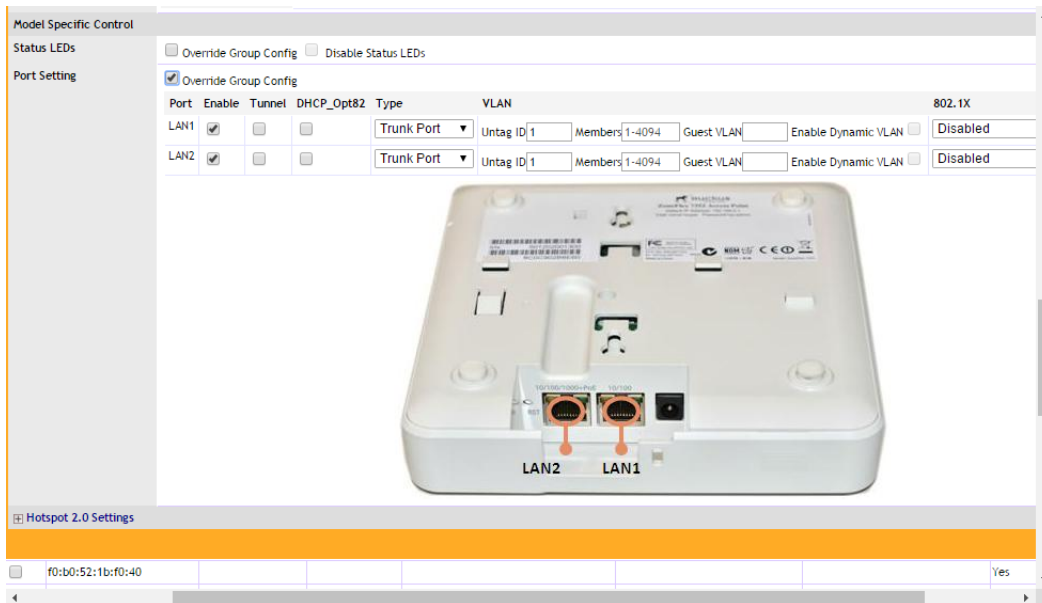 Model Specific Control
Status LEDs
Override Group Config Disable Status LEDs
Port Setting
Override Group Config
Port Enable Tunnel DHCP_Opt82 Type VLAN 802.1X
LAN1 Trunk Port Untag ID 1 Members 1-4094 Guest VLAN Enable Dynamic VLAN Disabled
LAN2 Trunk Port Untag ID 1 Members 1-4094 Guest VLAN Enable Dynamic VLAN Disabled
FC
10/100/1000+PoE 10/100
RST
LAN2 LAN1
Hotspot 2.0 Settings
f0:b0:52:1b:f0:40 Yes